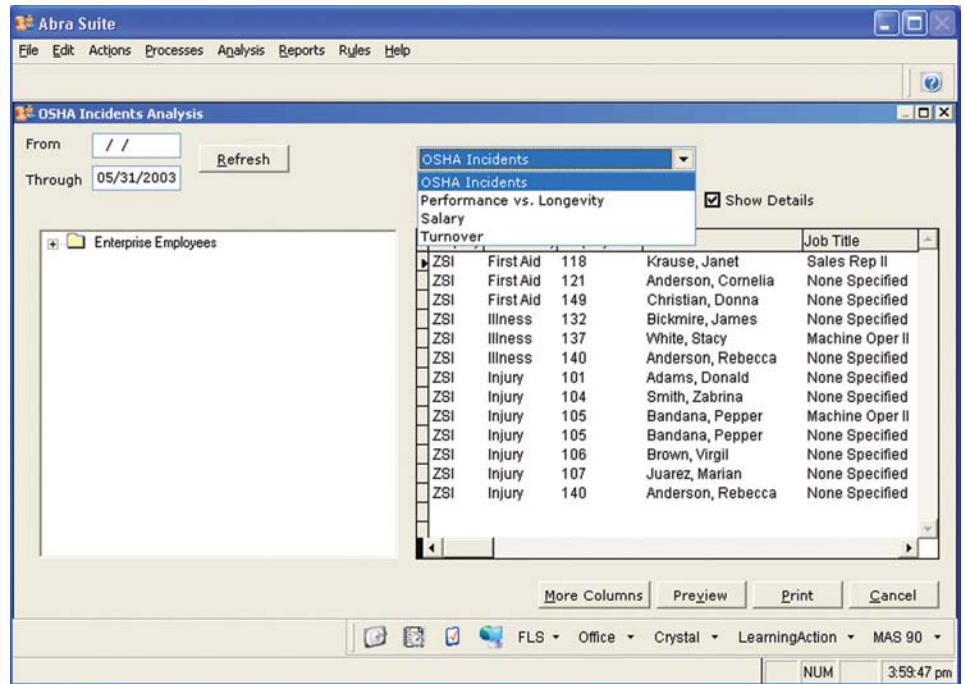 Abra Suite
File Edit Actions Processes Analysis Reports Rules Help
OSHA Incidents Analysis
From / /
Refresh
Through 05/31/2003
OSHA Incidents
OSHA Incidents
Performance vs. Longevity
Salary
Turnover
Show Details
Enterprise Employees
Job Title
ZSI First Aid 118 Krause, Janet Sales Rep II
ZSI First Aid 121 Anderson, Cornelia None Specified
ZSI First Aid 149 Christian, Donna None Specified
ZSI Illness 132 Bickmire, James None Specified
ZSI Illness 137 White, Stacy Machine Oper II
ZSI Illness 140 Anderson, Rebecca None Specified
ZSI Injury 101 Adams, Donald None Specified
ZSI Injury 104 Smith, Zabrina None Specified
ZSI Injury 105 Bandana, Pepper Machine Oper II
ZSI Injury 105 Bandana, Pepper None Specified
ZSI Injury 106 Brown, Virgil None Specified
ZSI Injury 107 Juarez, Marian None Specified
ZSI Injury 140 Anderson, Rebecca None Specified
More Columns Preview Print Cancel
FLS Office Crystal LearningAction MAS 90
NUM 3:59:47 pm